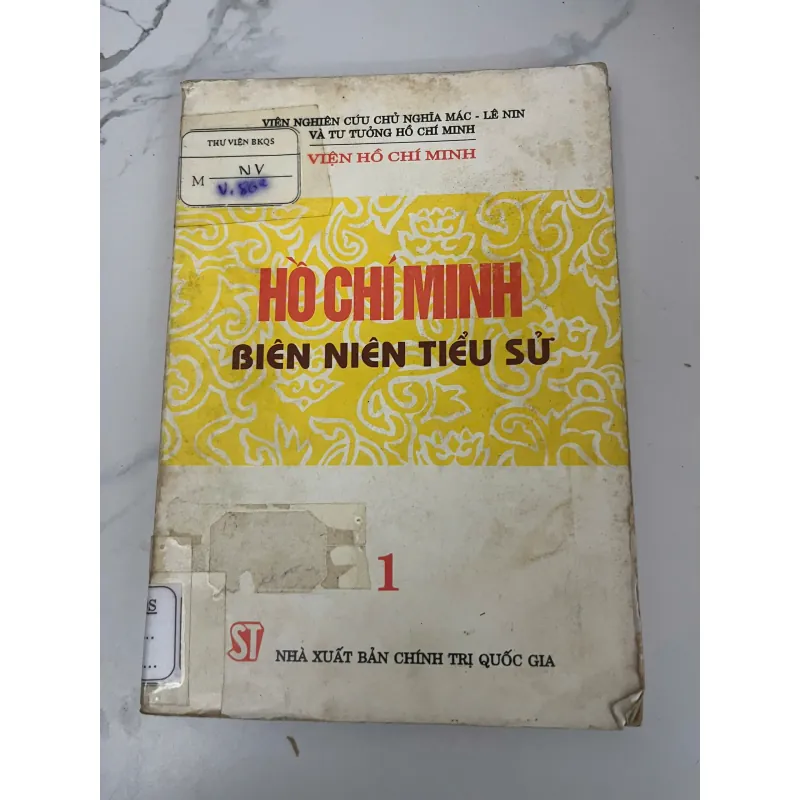 VIỆN NGHIÊN CỨU CHỦ NGHĨA MÁC - LÊ NIN
VÀ TƯ TƯỞNG HỒ CHÍ MINH
VIỆN HỒ CHÍ MINH
THƯ VIỆN BKQS
M NV
HỒ CHÍ MINH
BIÊN NIÊN TIỂU SỬ
1
S
ST
NHÀ XUẤT BẢN CHÍNH TRỊ QUỐC GIA